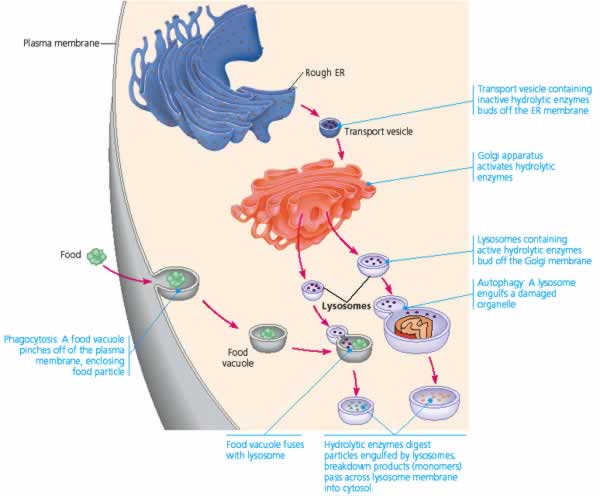 Plasma membrane
Rough ER
Transport vesicle containing
inactive hydrolytic enzymes
buds off the ER membrane
Transport vesicle
Golgi apparatus
activates hydrolytic
enzymes
Food
Lysosomes containing
active hydrolytic enzymes
bud off the Golgi membrane
Lysosomes
Autophagy: A lysosome
engulfs a damaged
organelle
Phagocytosis: A food vacuole
pinches off of the plasma
membrane, enclosing
food particle
Food
vacuole
Food vacuole fuses
with lysosome
Hydrolytic enzymes digest
particles engulfed by lysosomes,
breakdown products (monomers)
pass across lysosome membrane
into cytosol.